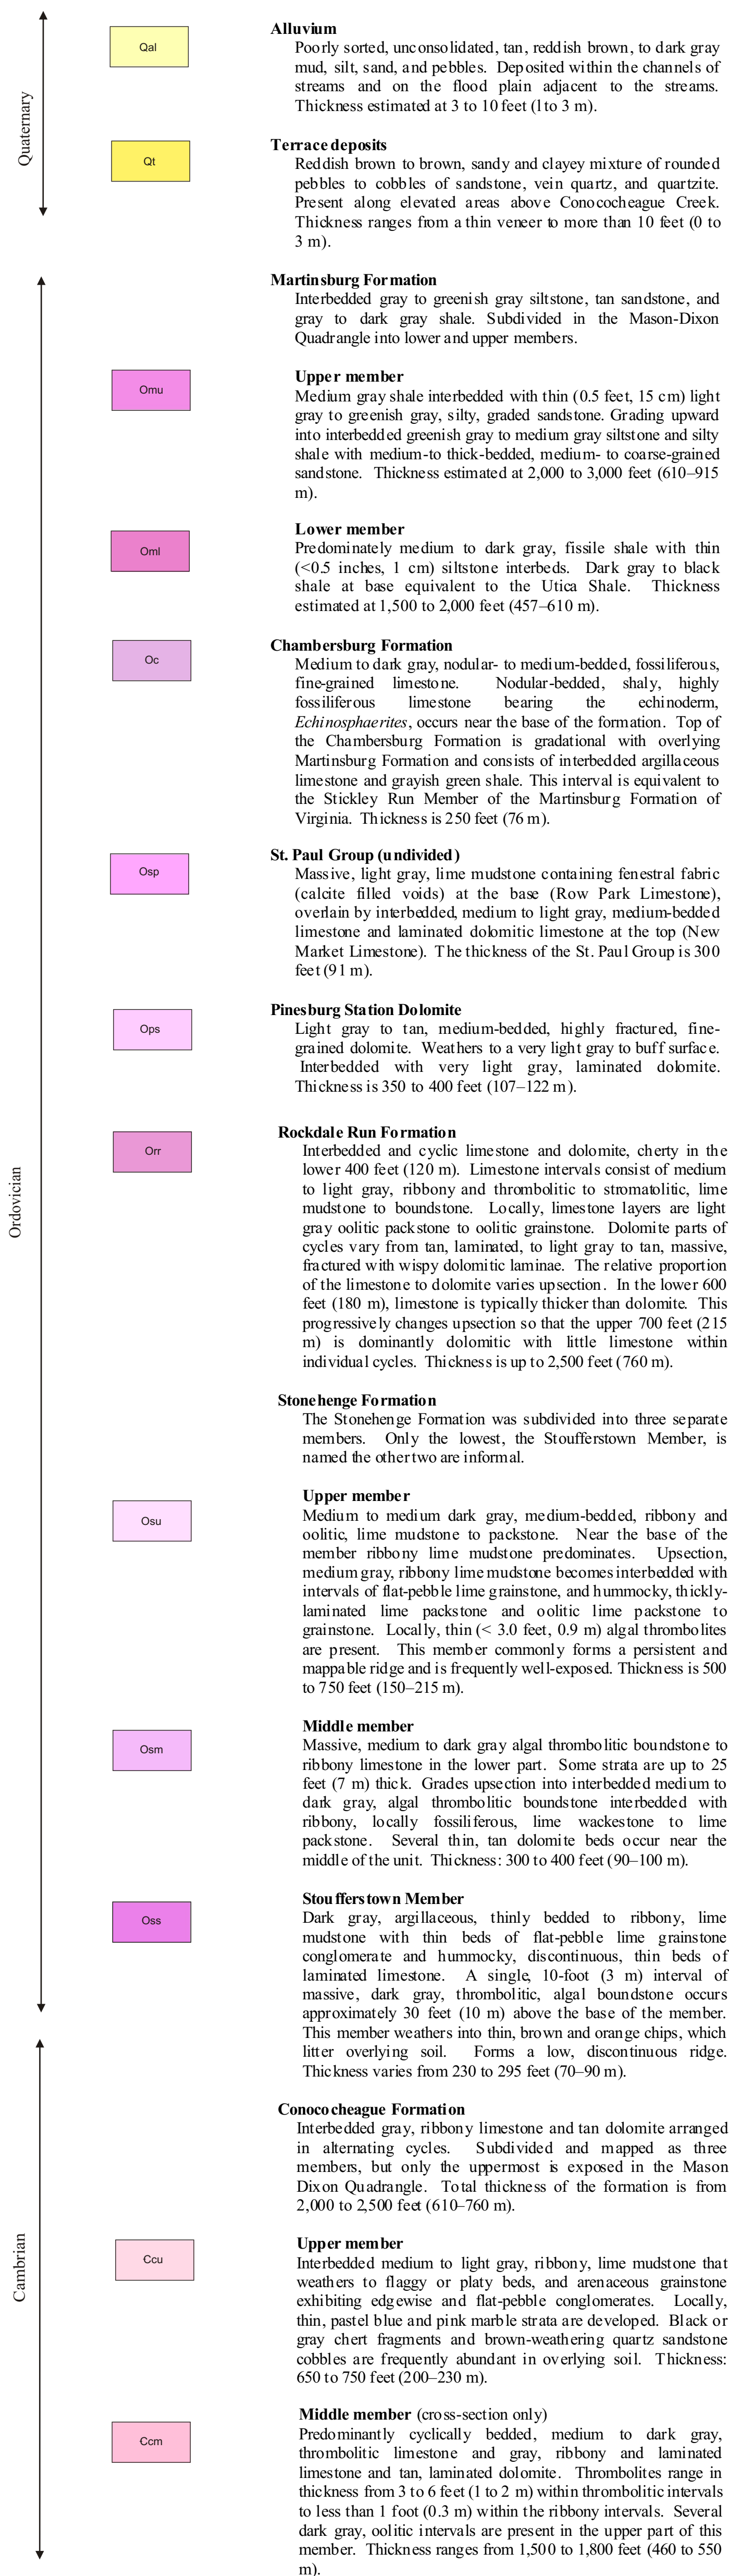 Quaternary
Qal
Alluvium
Poorly sorted, unconsolidated, tan, reddish brown, to dark gray
mud, silt, sand, and pebbles. Deposited within the channels of
streams and on the flood plain adjacent to the streams.
Thickness estimated at 3 to 10 feet (1to 3 m).
Qt
Terrace deposits
Reddish brown to brown, sandy and clayey mixture of rounded
pebbles to cobbles of sandstone, vein quartz, and quartzite.
Present along elevated areas above Conococheague Creek.
Thickness ranges from a thin veneer to more than 10 feet (0 to
3 m).
Ordovician
Martinsburg Formation
Interbedded gray to greenish gray siltstone, tan sandstone, and
gray to dark gray shale. Subdivided in the Mason-Dixon
Quadrangle into lower and upper members.
Omu
Upper member
Medium gray shale interbedded with thin (0.5 feet, 15 cm) light
gray to greenish gray, silty, graded sandstone. Grading upward
into interbedded greenish gray to medium gray siltstone and silty
shale with medium-to thick-bedded, medium- to coarse-grained
sandstone. Thickness estimated at 2,000 to 3,000 feet (610–915
m).
Oml
Lower member
Predominately medium to dark gray, fissile shale with thin
(<0.5 inches, 1 cm) siltstone interbeds. Dark gray to black
shale at base equivalent to the Utica Shale. Thickness
estimated at 1,500 to 2,000 feet (457–610 m).
Oc
Chambersburg Formation
Medium to dark gray, nodular- to medium-bedded, fossiliferous,
fine-grained limestone. Nodular-bedded, shaly, highly
fossiliferous limestone bearing the echinoderm,
Echinosphaerites, occurs near the base of the formation. Top of
the Chambersburg Formation is gradational with overlying
Martinsburg Formation and consists of interbedded argillaceous
limestone and grayish green shale. This interval is equivalent to
the Stickley Run Member of the Martinsburg Formation of
Virginia. Thickness is 250 feet (76 m).
Osp
St. Paul Group (undivided)
Massive, light gray, lime mudstone containing fenestral fabric
(calcite filled voids) at the base (Row Park Limestone),
overlain by interbedded, medium to light gray, medium-bedded
limestone and laminated dolomitic limestone at the top (New
Market Limestone). The thickness of the St. Paul Group is 300
feet (91 m).
Ops
Pinesburg Station Dolomite
Light gray to tan, medium-bedded, highly fractured, fine-
grained dolomite. Weathers to a very light gray to buff surface.
Interbedded with very light gray, laminated dolomite.
Thickness is 350 to 400 feet (107–122 m).
Orr
Rockdale Run Formation
Interbedded and cyclic limestone and dolomite, cherty in the
lower 400 feet (120 m). Limestone intervals consist of medium
to light gray, ribbony and thrombolitic to stromatolitic, lime
mudstone to boundstone. Locally, limestone layers are light
gray oolitic packstone to oolitic grainstone. Dolomite parts of
cycles vary from tan, laminated, to light gray to tan, massive,
fractured with wispy dolomitic laminae. The relative proportion
of the limestone to dolomite varies upsection. In the lower 600
feet (180 m), limestone is typically thicker than dolomite. This
progressively changes upsection so that the upper 700 feet (215
m) is dominantly dolomitic with little limestone within
individual cycles. Thickness is up to 2,500 feet (760 m).
Stonehenge Formation
The Stonehenge Formation was subdivided into three separate
members. Only the lowest, the Stoufferstown Member, is
named the other two are informal.
Osu
Upper member
Medium to medium dark gray, medium-bedded, ribbony and
oolitic, lime mudstone to packstone. Near the base of the
member ribbony lime mudstone predominates. Upsection,
medium gray, ribbony lime mudstone becomes interbedded with
intervals of flat-pebble lime grainstone, and hummocky, thickly-
laminated lime packstone and oolitic lime packstone to
grainstone. Locally, thin (< 3.0 feet, 0.9 m) algal thrombolites
are present. This member commonly forms a persistent and
mappable ridge and is frequently well-exposed. Thickness is 500
to 750 feet (150–215 m).
Osm
Middle member
Massive, medium to dark gray algal thrombolitic boundstone to
ribbony limestone in the lower part. Some strata are up to 25
feet (7 m) thick. Grades upsection into interbedded medium to
dark gray, algal thrombolitic boundstone interbedded with
ribbony, locally fossiliferous, lime wackestone to lime
packstone. Several thin, tan dolomite beds occur near the
middle of the unit. Thickness: 300 to 400 feet (90–100 m).
Oss
Stoufferstown Member
Dark gray, argillaceous, thinly bedded to ribbony, lime
mudstone with thin beds of flat-pebble lime grainstone
conglomerate and hummocky, discontinuous, thin beds of
laminated limestone. A single, 10-foot (3 m) interval of
massive, dark gray, thrombolitic, algal boundstone occurs
approximately 30 feet (10 m) above the base of the member.
This member weathers into thin, brown and orange chips, which
litter overlying soil. Forms a low, discontinuous ridge.
Thickness varies from 230 to 295 feet (70–90 m).
Cambrian
Conococheague Formation
Interbedded gray, ribbony limestone and tan dolomite arranged
in alternating cycles. Subdivided and mapped as three
members, but only the uppermost is exposed in the Mason
Dixon Quadrangle. Total thickness of the formation is from
2,000 to 2,500 feet (610–760 m).
Ccu
Upper member
Interbedded medium to light gray, ribbony, lime mudstone that
weathers to flaggy or platy beds, and arenaceous grainstone
exhibiting edgewise and flat-pebble conglomerates. Locally,
thin, pastel blue and pink marble strata are developed. Black or
gray chert fragments and brown-weathering quartz sandstone
cobbles are frequently abundant in overlying soil. Thickness:
650 to 750 feet (200–230 m).
Ccm
Middle member (cross-section only)
Predominantly cyclically bedded, medium to dark gray,
thrombolitic limestone and gray, ribbony and laminated
limestone and tan, laminated dolomite. Thrombolites range in
thickness from 3 to 6 feet (1 to 2 m) within thrombolitic intervals
to less than 1 foot (0.3 m) within the ribbony intervals. Several
dark gray, oolitic intervals are present in the upper part of this
member. Thickness ranges from 1,500 to 1,800 feet (460 to 550
m).